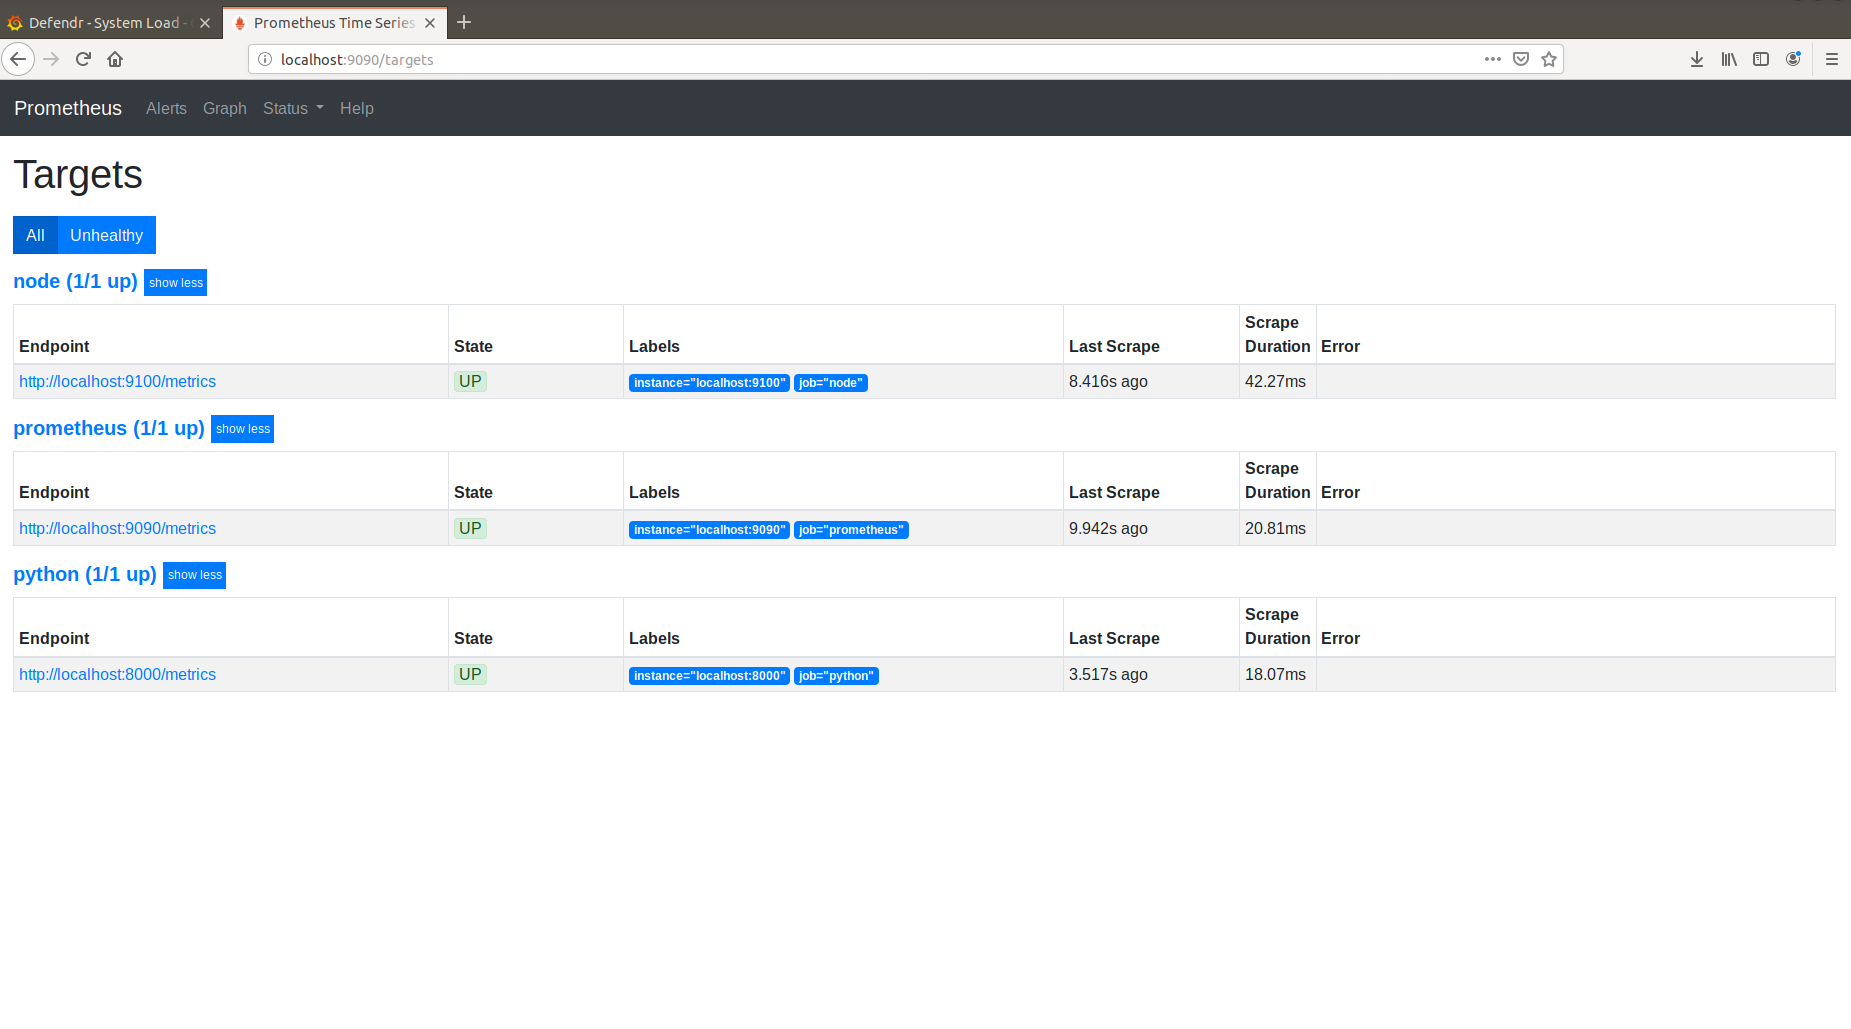 Defendr - System Load -
Prometheus Time Series
localhost:9090/targets
Prometheus Alerts Graph Status Help
Targets
All Unhealthy
node (1/1 up) show less
Endpoint State Labels Last Scrape Scrape Duration Error
http://localhost:9100/metrics UP instance="localhost:9100" job="node" 8.416s ago 42.27ms
prometheus (1/1 up) show less
Endpoint State Labels Last Scrape Scrape Duration Error
http://localhost:9090/metrics UP instance="localhost:9090" job="prometheus" 9.942s ago 20.81ms
python (1/1 up) show less
Endpoint State Labels Last Scrape Scrape Duration Error
http://localhost:8000/metrics UP instance="localhost:8000" job="python" 3.517s ago 18.07ms